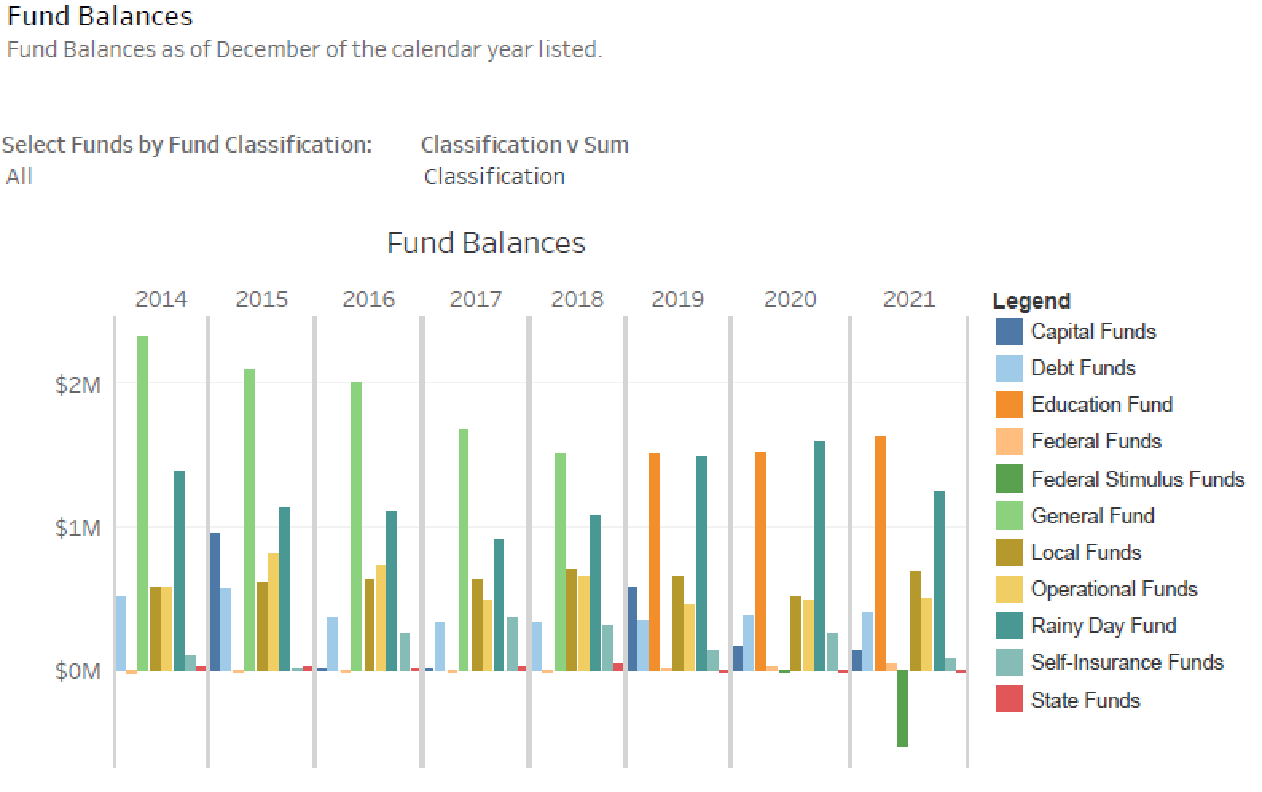 Fund Balances
Fund Balances as of December of the calendar year listed.
Select Funds by Fund Classification: Classification v Sum
All Classification
Fund Balances
2014 2015 2016 2017 2018 2019 2020 2021
Legend
Capital Funds
Debt Funds
Education Fund
Federal Funds
Federal Stimulus Funds
General Fund
Local Funds
Operational Funds
Rainy Day Fund
Self-Insurance Funds
State Funds
$2M
$1M
$0M